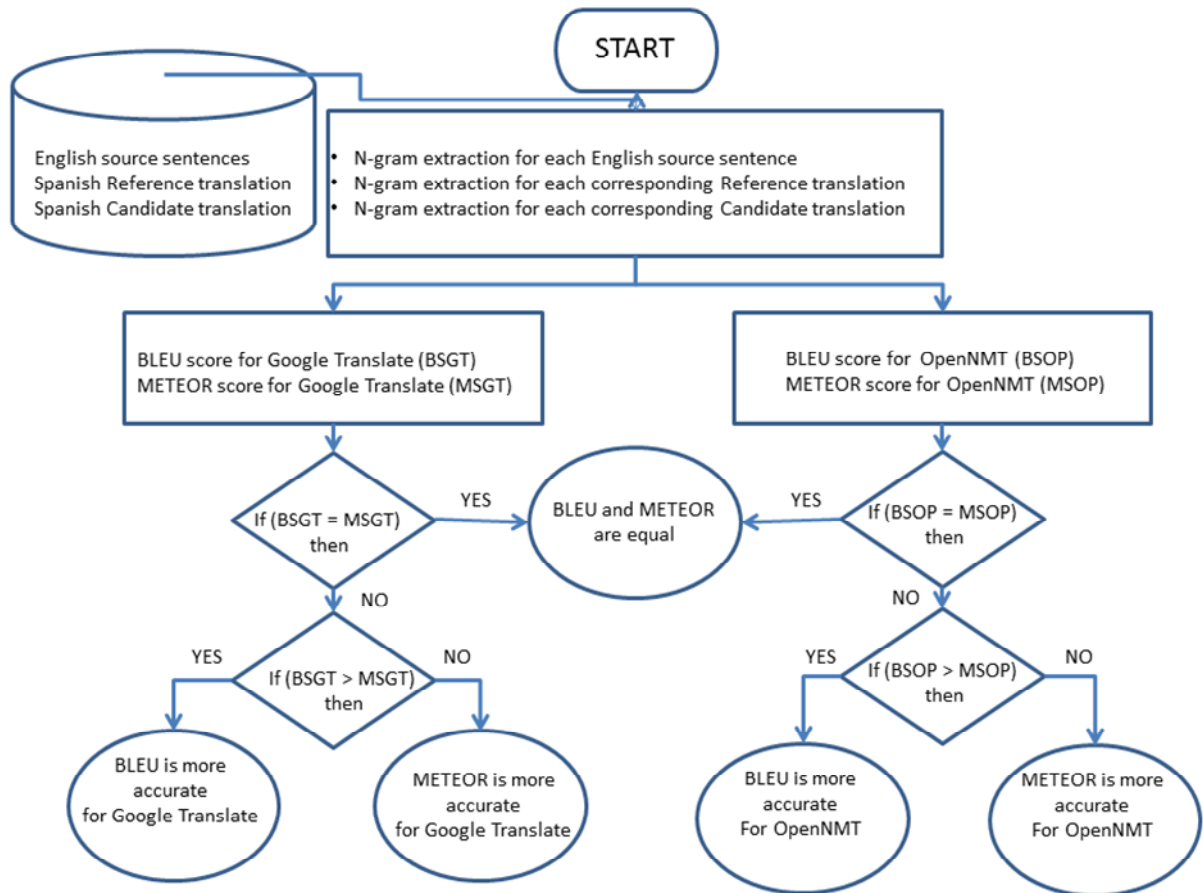 START
English source sentences
Spanish Reference translation
Spanish Candidate translation
• N-gram extraction for each English source sentence
• N-gram extraction for each corresponding Reference translation
• N-gram extraction for each corresponding Candidate translation
BLEU score for Google Translate (BSGT)
METEOR score for Google Translate (MSGT)
BLEU score for OpenNMT (BSOP)
METEOR score for OpenNMT (MSOP)
If (BSGT = MSGT)
then
YES
BLEU and METEOR
are equal
YES
If (BSOP = MSOP)
then
NO
NO
YES
If (BSGT > MSGT)
then
NO
YES
If (BSOP > MSOP)
then
NO
BLEU is more
accurate
for Google Translate
METEOR is more
accurate
for Google Translate
BLEU is more
accurate
For OpenNMT
METEOR is more
accurate
For OpenNMT